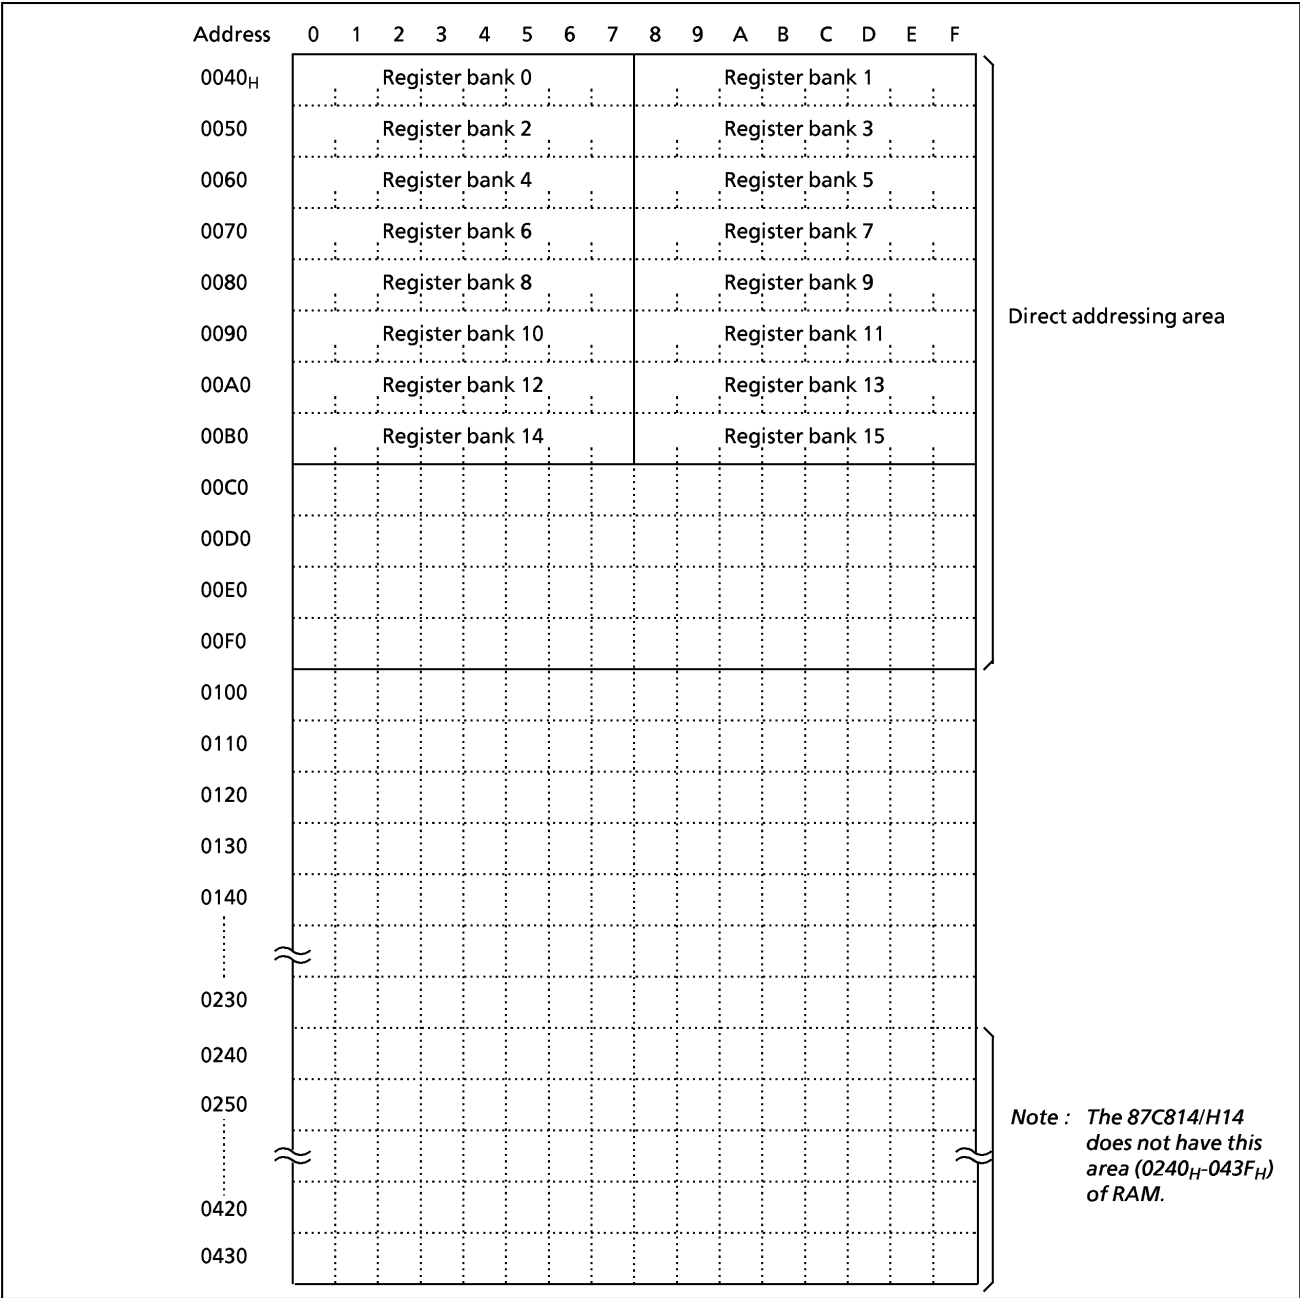 Address 0 1 2 3 4 5 6 7 8 9 A B C D E F
0040H Register bank 0 Register bank 1
0050 Register bank 2 Register bank 3
0060 Register bank 4 Register bank 5
0070 Register bank 6 Register bank 7
0080 Register bank 8 Register bank 9
Direct addressing area
0090 Register bank 10 Register bank 11
00A0 Register bank 12 Register bank 13
00B0 Register bank 14 Register bank 15
00C0
00D0
00E0
00F0
0100
0110
0120
0130
0140
0230
0240
0250
Note : The 87C814/H14
does not have this
area (0240H-043FH)
of RAM.
0420
0430